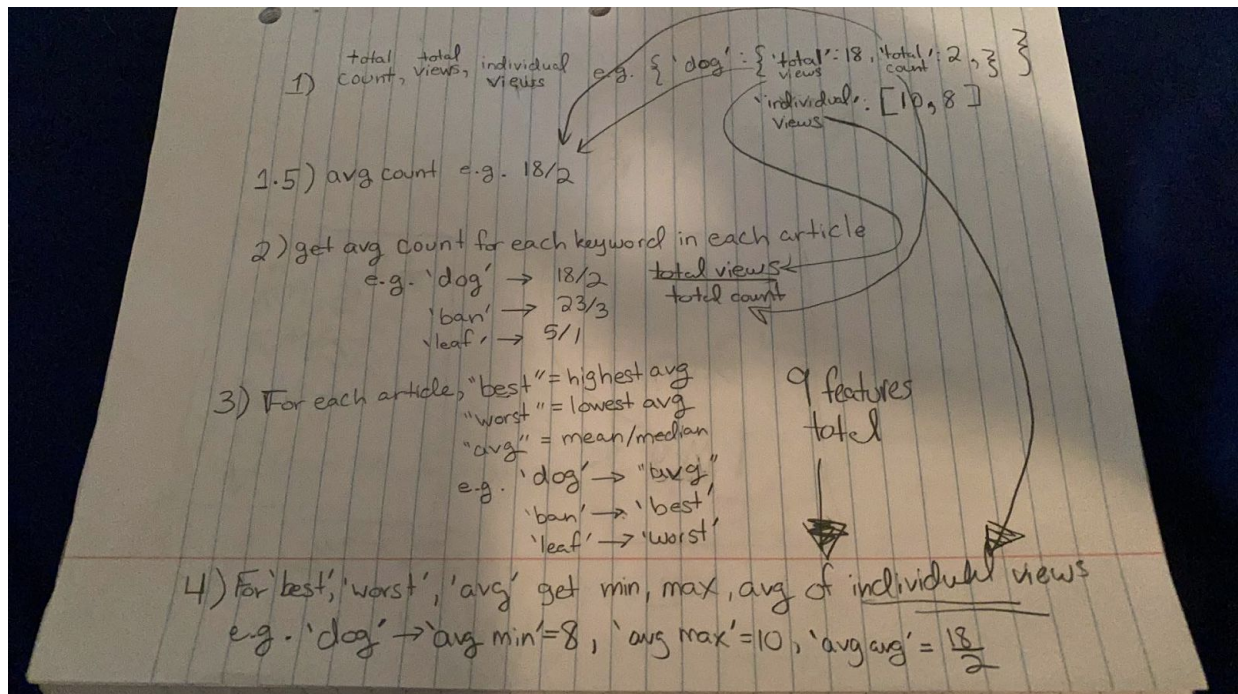 1) total count, total views, individual views e.g. { 'dog' : { 'total views' : 18, 'total count' : 2 , } }
'individual views' : [ 10, 8 ]
1.5) avg count e.g. 18/2
2) get avg count for each keyword in each article
e.g. 'dog' → 18/2
total views
total count
'ban' → 23/3
'leaf' → 5/1
3) For each article, "best" = highest avg
"worst" = lowest avg
"avg" = mean/median
9 features
total
e.g. 'dog' → "avg"
'ban' → 'best'
'leaf' → 'worst'
4) For 'best', 'worst', 'avg' get min, max, avg of individual views
e.g. 'dog' → 'avg min' = 8, 'avg max' = 10, 'avg avg' = 18/2